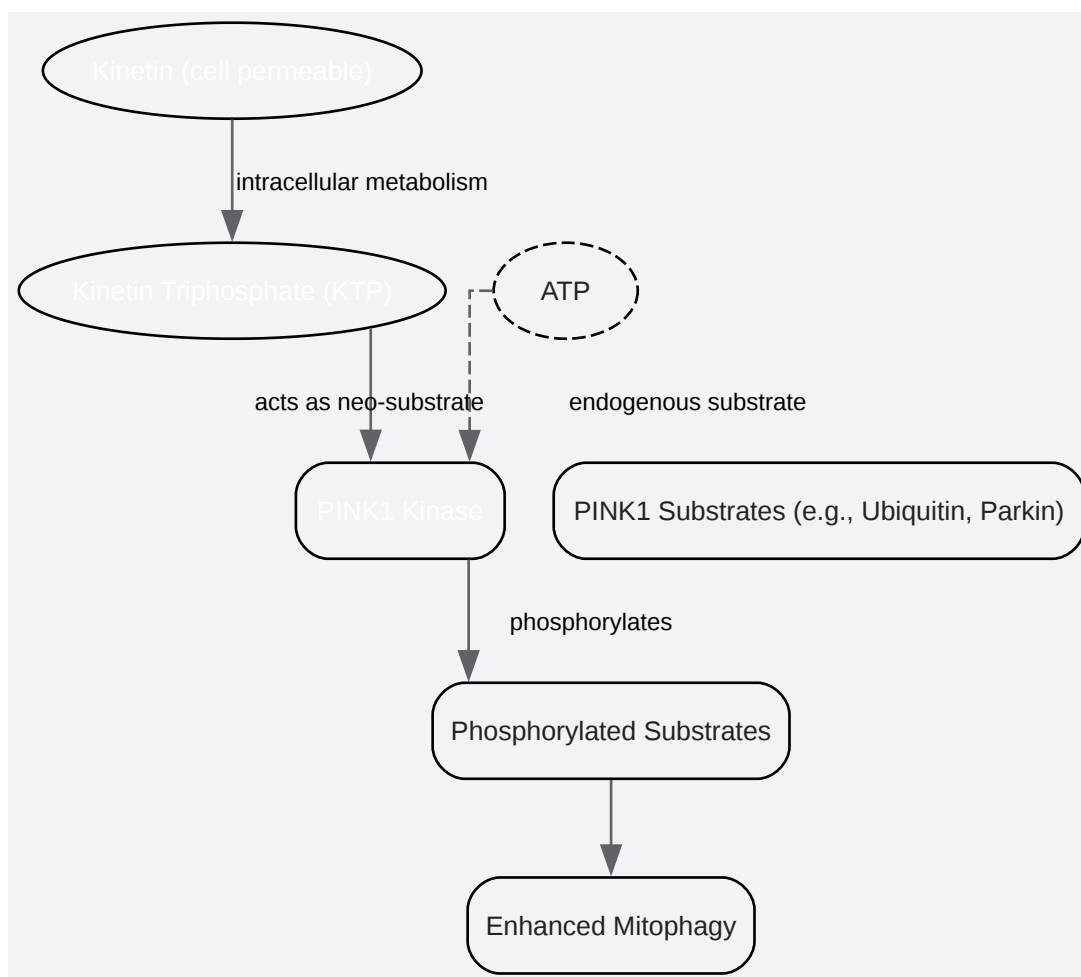 Kinetin (cell permeable)
intracellular metabolism
Kinetin Triphosphate (KTP)
ATP
acts as neo-substrate
endogenous substrate
PINK1 Kinase
PINK1 Substrates (e.g., Ubiquitin, Parkin)
phosphorylates
Phosphorylated Substrates
Enhanced Mitophagy